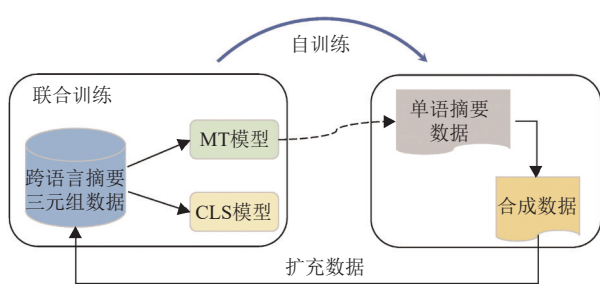 自训练
联合训练
跨语言摘要
三元组数据
MT模型
CLS模型
单语摘要
数据
合成数据
扩充数据